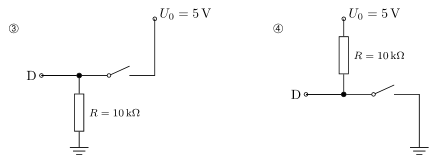 ③
U₀ = 5 V
D
R = 10 kΩ
④
U₀ = 5 V
R = 10 kΩ
D